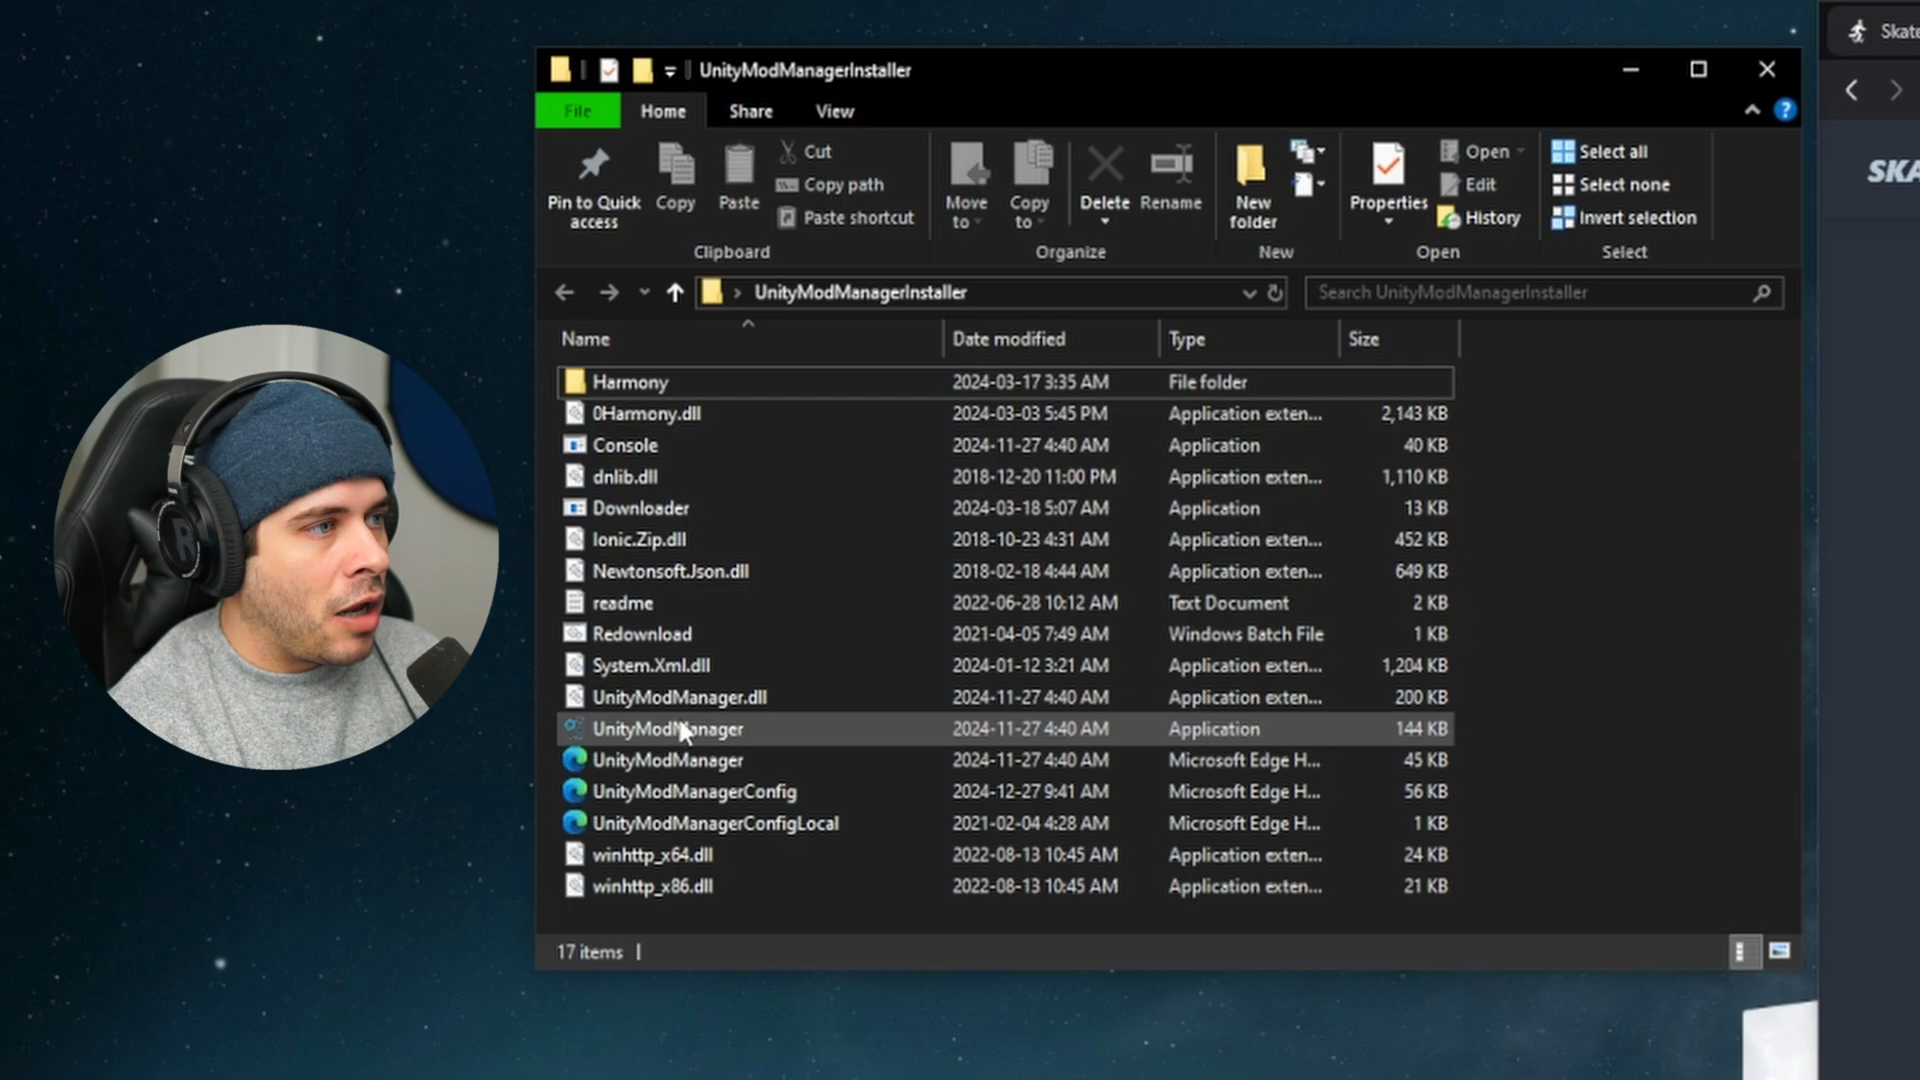 UnityModManagerInstaller
Skate
File Home Share View
Pin to Quick access
Copy
Paste
Cut
Copy path
Paste shortcut
Clipboard
Move to
Copy to
Delete
Rename
Organize
New folder
New
Properties
Open
Edit
History
Open
Select all
Select none
Invert selection
Select
SKA
UnityModManagerInstaller
Search UnityModManagerInstaller
Name Date modified Type Size
Harmony 2024-03-17 3:35 AM File folder
0Harmony.dll 2024-03-03 5:45 PM Application exten... 2,143 KB
Console 2024-11-27 4:40 AM Application 40 KB
dnlib.dll 2018-12-20 11:00 PM Application exten... 1,110 KB
Downloader 2024-03-18 5:07 AM Application 13 KB
Ionic.Zip.dll 2018-10-23 4:31 AM Application exten... 452 KB
Newtonsoft.Json.dll 2018-02-18 4:44 AM Application exten... 649 KB
readme 2022-06-28 10:12 AM Text Document 2 KB
Redownload 2021-04-05 7:49 AM Windows Batch File 1 KB
System.Xml.dll 2024-01-12 3:21 AM Application exten... 1,204 KB
UnityModManager.dll 2024-11-27 4:40 AM Application exten... 200 KB
UnityModManager 2024-11-27 4:40 AM Application 144 KB
UnityModManager 2024-11-27 4:40 AM Microsoft Edge H... 45 KB
UnityModManagerConfig 2024-12-27 9:41 AM Microsoft Edge H... 56 KB
UnityModManagerConfigLocal 2021-02-04 4:28 AM Microsoft Edge H... 1 KB
winhttp_x64.dll 2022-08-13 10:45 AM Application exten... 24 KB
winhttp_x86.dll 2022-08-13 10:45 AM Application exten... 21 KB
17 items